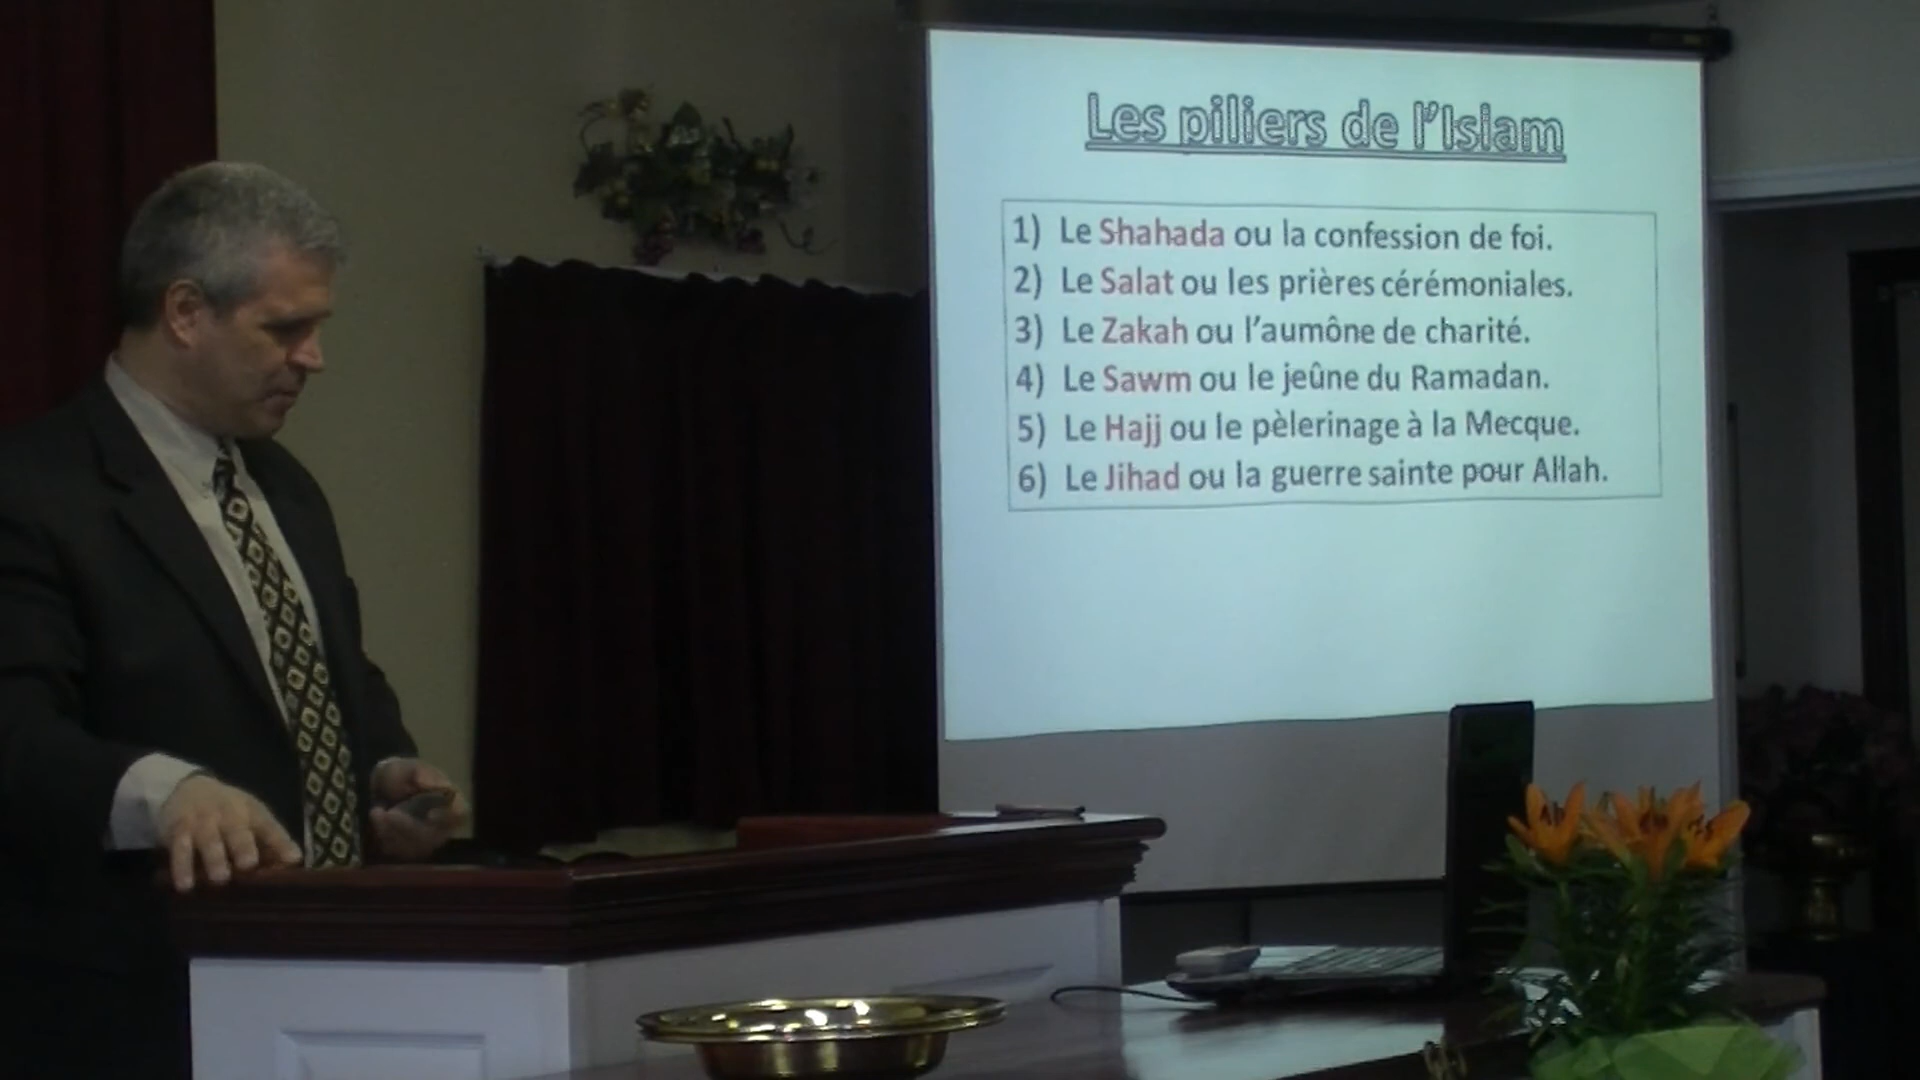 Les piliers de l'Islam
1) Le Shahada ou la confession de foi.
2) Le Salat ou les prières cérémoniales.
3) Le Zakah ou l'aumône de charité.
4) Le Sawm ou le jeûne du Ramadan.
5) Le Hajj ou le pèlerinage à la Mecque.
6) Le Jihad ou la guerre sainte pour Allah.